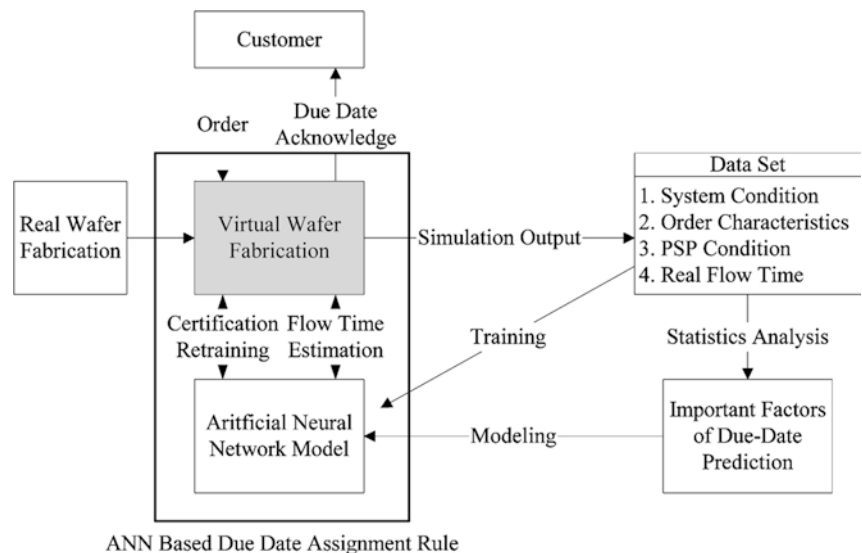 Customer
Order
Due Date
Acknowledge
Real Wafer
Fabrication
Virtual Wafer
Fabrication
Simulation Output
Data Set
1. System Condition
2. Order Characteristics
3. PSP Condition
4. Real Flow Time
Certification
Retraining
Flow Time
Estimation
Training
Statistics Analysis
Aritficial Neural
Network Model
Modeling
Important Factors
of Due-Date
Prediction
ANN Based Due Date Assignment Rule